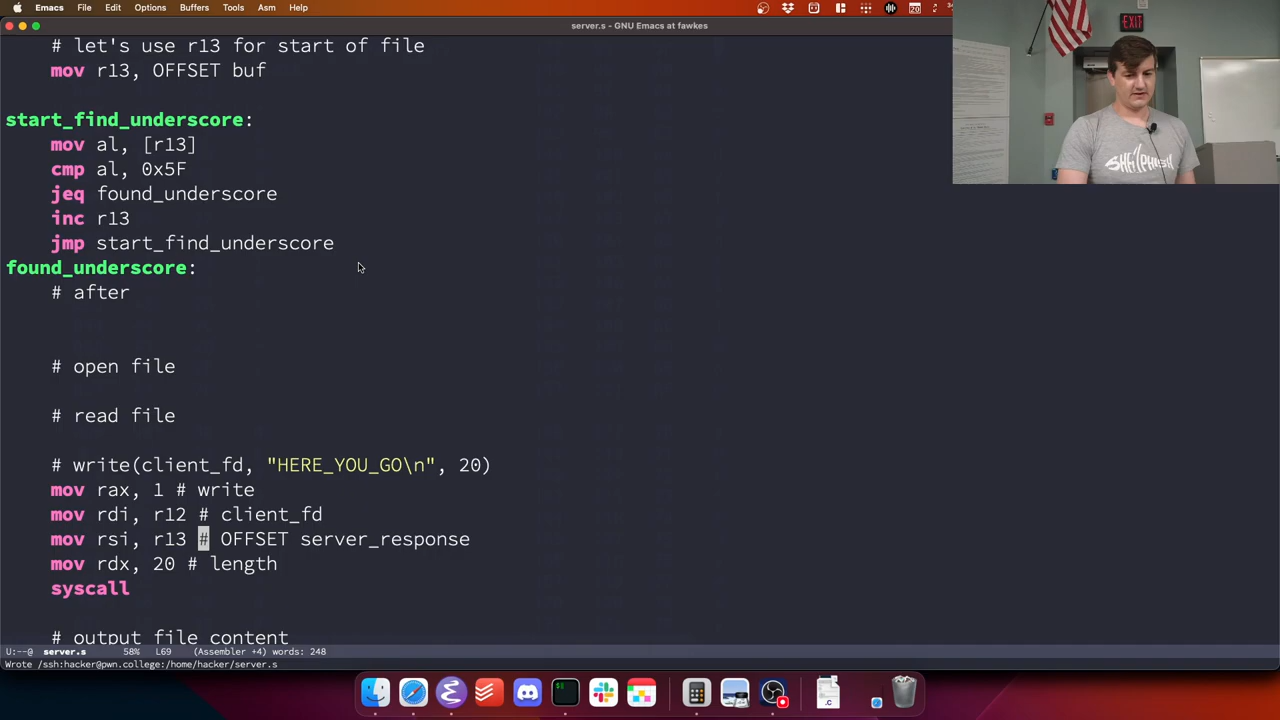 Emacs File Edit Options Buffers Tools Asm Help
server.s - GNU Emacs at fawkes
# let's use r13 for start of file
mov r13, OFFSET buf
start_find_underscore:
mov al, [r13]
cmp al, 0x5F
jeq found_underscore
inc r13
jmp start_find_underscore
found_underscore:
# after
# open file
# read file
# write(client_fd, "HERE_YOU_GO\n", 20)
mov rax, 1 # write
mov rdi, r12 # client_fd
mov rsi, r13 # OFFSET server_response
mov rdx, 20 # length
syscall
# output file content
U:--@ server.s 58% L69 (Assembler +4) words: 248
Wrote /ssh:hacker@pwn.college:/home/hacker/server.s
EXIT
SHELLPHISH
.C